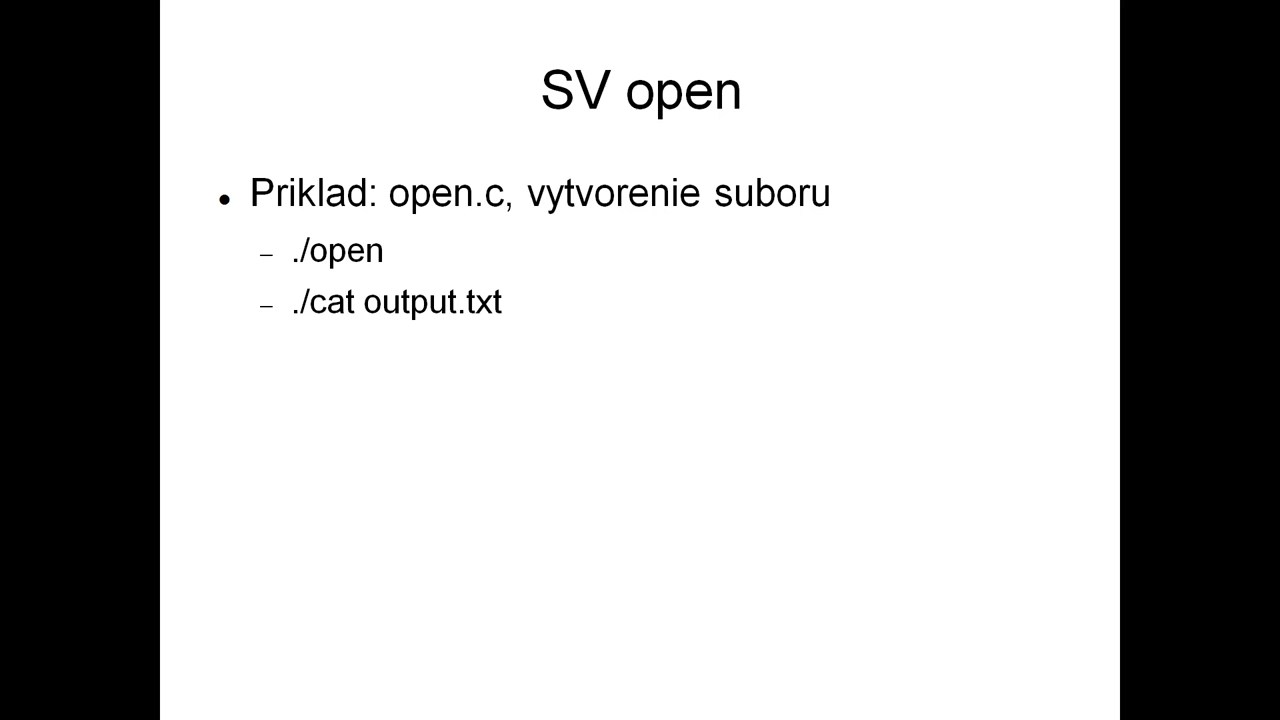 SV open
● Priklad: open.c, vytvorenie suboru
– ./open
– ./cat output.txt